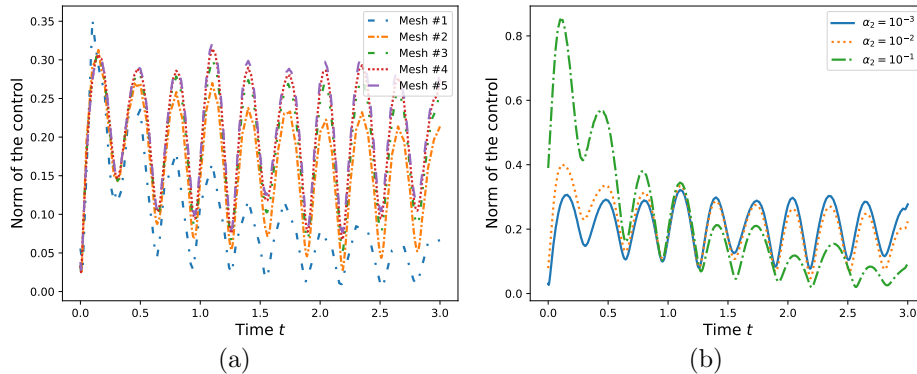 Norm of the control
0.35
0.30
0.25
0.20
0.15
0.10
0.05
0.00
0.0 0.5 1.0 1.5 2.0 2.5 3.0
Time t
Mesh #1
Mesh #2
Mesh #3
Mesh #4
Mesh #5
(a)
Norm of the control
0.8
0.6
0.4
0.2
0.0
0.0 0.5 1.0 1.5 2.0 2.5 3.0
Time t
α₂ = 10⁻³
α₂ = 10⁻²
α₂ = 10⁻¹
(b)